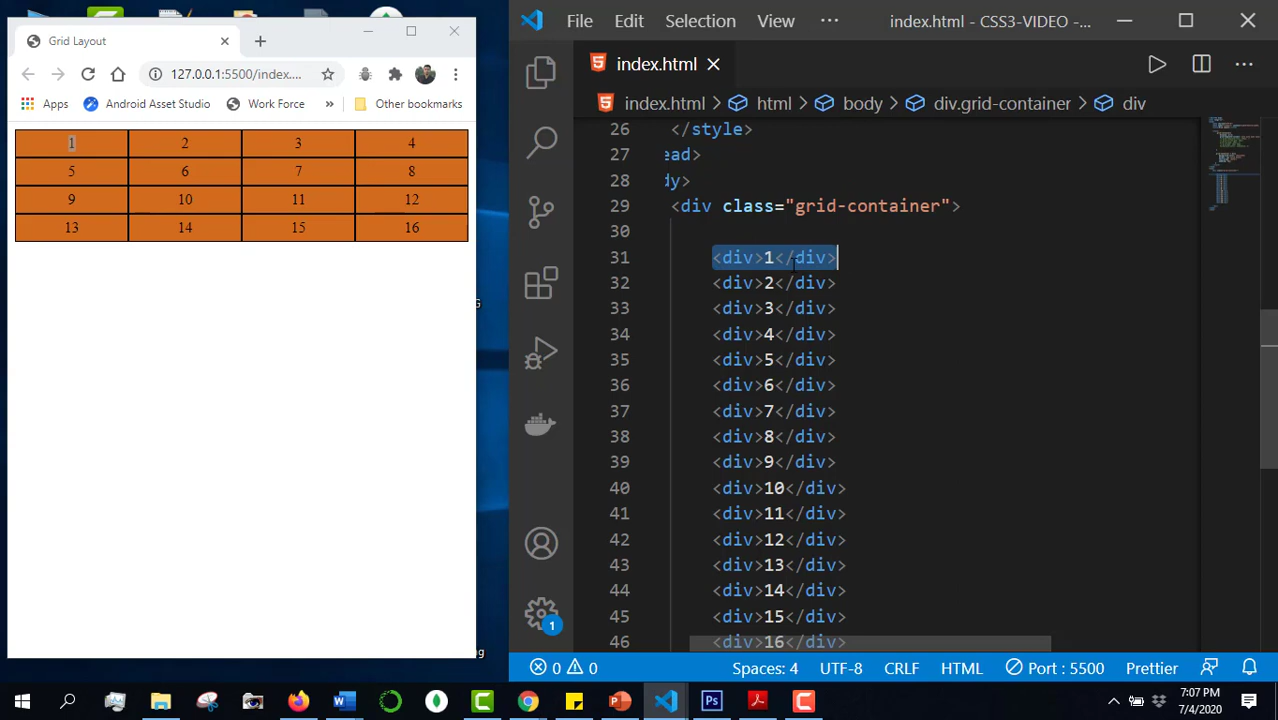 Grid Layout
127.0.0.1:5500/index....
Apps
Android Asset Studio
Work Force
»
Other bookmarks
1 2 3 4
5 6 7 8
9 10 11 12
13 14 15 16
File Edit Selection View ···
index.html - CSS3-VIDEO -...
index.html
index.html > html > body > div.grid-container > div
26 </style>
27 ead>
28 dy>
29 <div class="grid-container">
30
31 <div>1</div>
32 <div>2</div>
33 <div>3</div>
34 <div>4</div>
35 <div>5</div>
36 <div>6</div>
37 <div>7</div>
38 <div>8</div>
39 <div>9</div>
40 <div>10</div>
41 <div>11</div>
42 <div>12</div>
43 <div>13</div>
44 <div>14</div>
45 <div>15</div>
46 <div>16</div>
1
0 0 Spaces: 4 UTF-8 CRLF HTML Port : 5500 Prettier
7:07 PM
7/4/2020